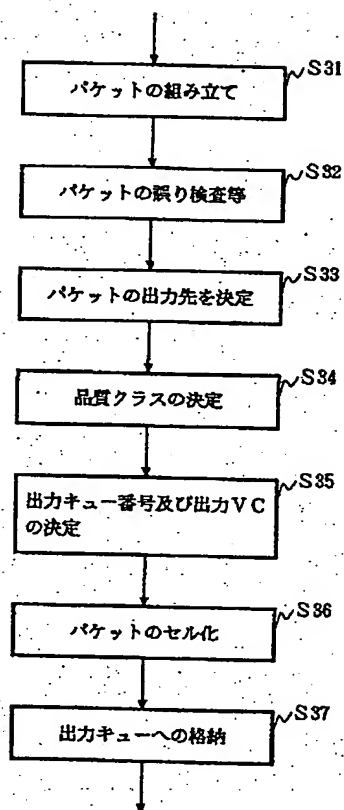 S31
パケットの組み立て
S32
パケットの誤り検査等
S33
パケットの出力先を決定
S34
品質クラスの決定
S35
出力キュー番号及び出力VC
の決定
S36
パケットのセル化
S37
出力キューへの格納